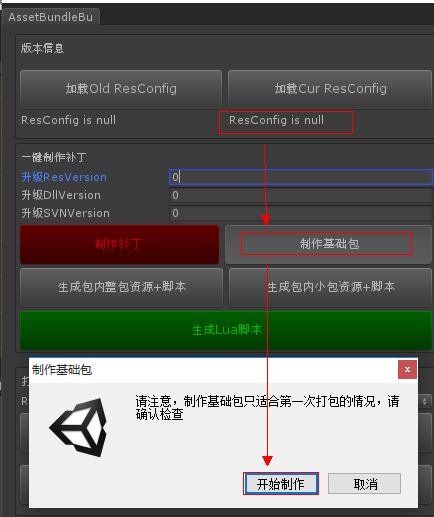 AssetBundleBu
版本信息
加载Old ResConfig
加载Cur ResConfig
ResConfig is null
ResConfig is null
一键制作补丁
升级ResVersion
0
升级DllVersion
0
升级SVNVersion
0
制作补丁
制作基础包
生成包内整包资源+脚本
生成包内小包资源+脚本
生成Lua脚本
制作基础包
x
请注意，制作基础包只适合第一次打包的情况，请
确认检查
开始制作
取消